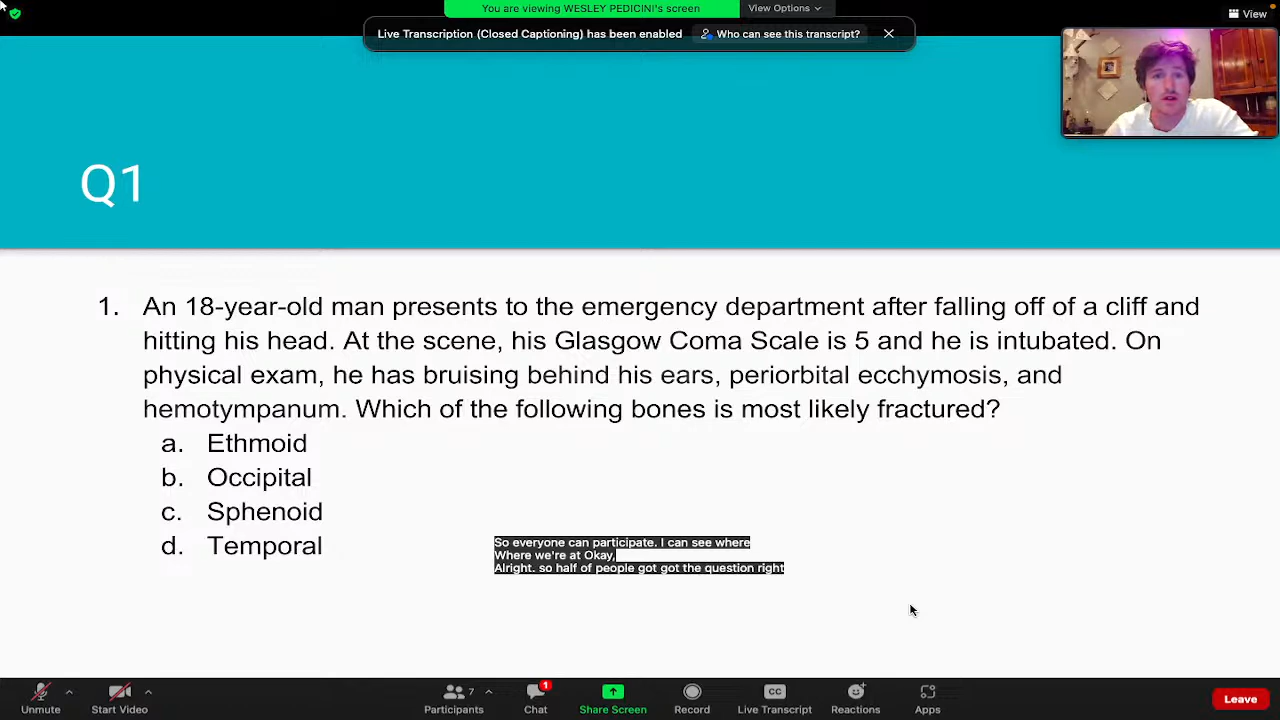 You are viewing WESLEY PEDICINI's screen
View Options
View
Live Transcription (Closed Captioning) has been enabled
Who can see this transcript?
Q1
1. An 18-year-old man presents to the emergency department after falling off of a cliff and
hitting his head. At the scene, his Glasgow Coma Scale is 5 and he is intubated. On
physical exam, he has bruising behind his ears, periorbital ecchymosis, and
hemotympanum. Which of the following bones is most likely fractured?
a. Ethmoid
b. Occipital
c. Sphenoid
d. Temporal
So everyone can participate. I can see where
Where we're at Okay,
Alright. so half of people got got the question right
Unmute
Start Video
7
Participants
1
Chat
Share Screen
Record
CC
Live Transcript
Reactions
Apps
Leave